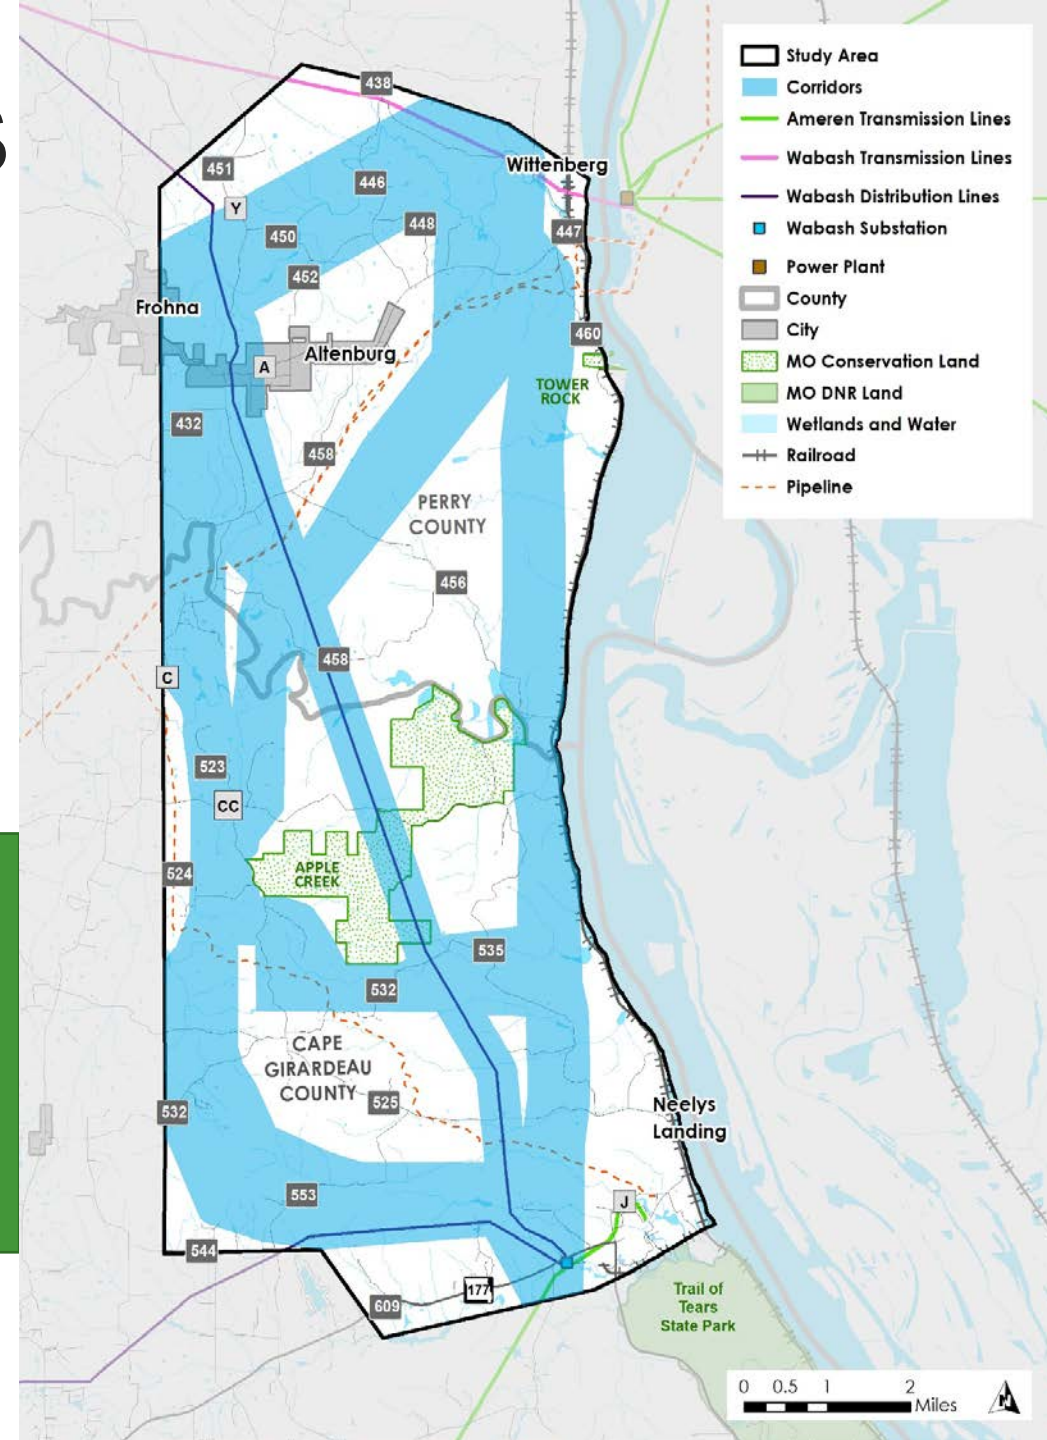 S
Study Area
Corridors
Ameren Transmission Lines
Wabash Transmission Lines
Wabash Distribution Lines
Wabash Substation
Power Plant
County
City
MO Conservation Land
MO DNR Land
Wetlands and Water
Railroad
Pipeline
438
Wittenberg
451
446
Y
448
447
450
452
Frohna
460
Altenburg
A
TOWER
ROCK
432
458
PERRY
COUNTY
456
458
C
523
CC
APPLE
CREEK
524
535
532
CAPE
GIRARDEAU
COUNTY
525
Neelys
Landing
532
553
J
544
177
609
Trail of
Tears
State Park
0 0.5 1 2
Miles
N